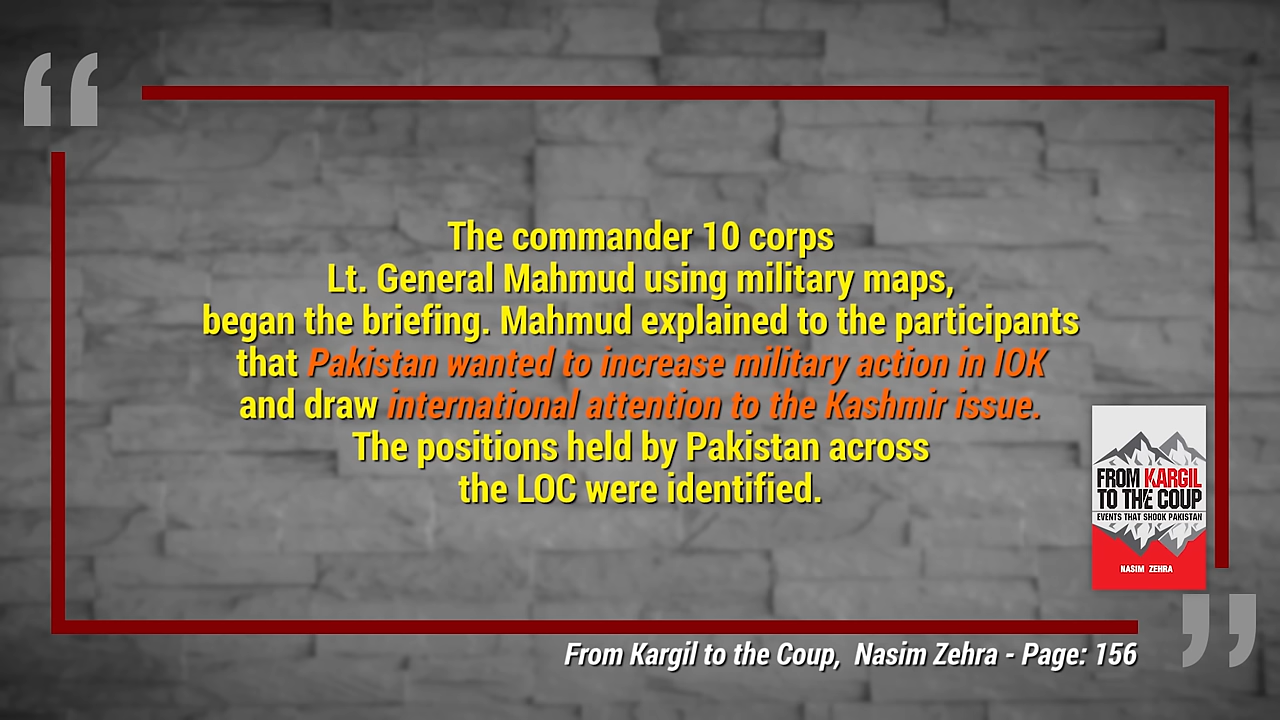 “
The commander 10 corps
Lt. General Mahmud using military maps,
began the briefing. Mahmud explained to the participants
that Pakistan wanted to increase military action in IOK
and draw international attention to the Kashmir issue.
The positions held by Pakistan across
the LOC were identified.
FROM KARGIL
TO THE COUP
EVENTS THAT SHOOK PAKISTAN
NASIM ZEHRA
”
From Kargil to the Coup, Nasim Zehra - Page: 156